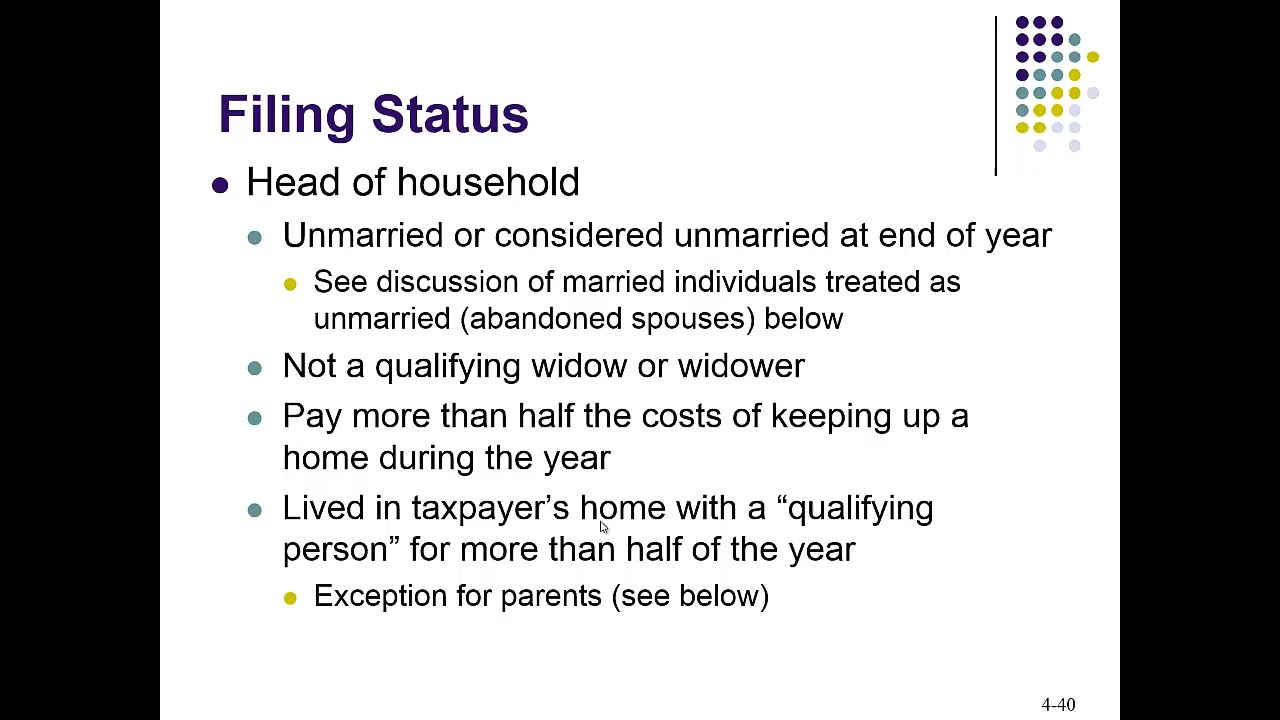 Filing Status
Head of household
Unmarried or considered unmarried at end of year
See discussion of married individuals treated as
unmarried (abandoned spouses) below
Not a qualifying widow or widower
Pay more than half the costs of keeping up a
home during the year
Lived in taxpayer’s home with a “qualifying
person” for more than half of the year
Exception for parents (see below)
4-40